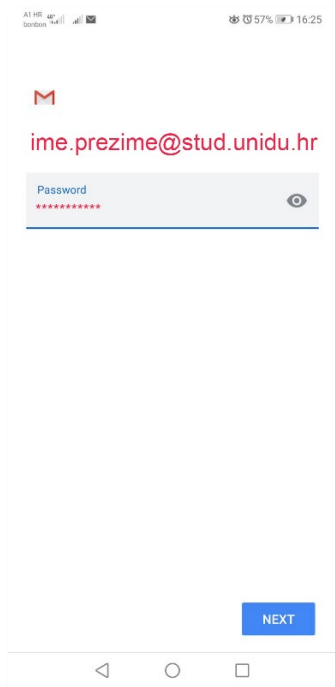 A1 HR 57% 16:25
bonbon
ime.prezime@stud.unidu.hr
Password
***********
NEXT